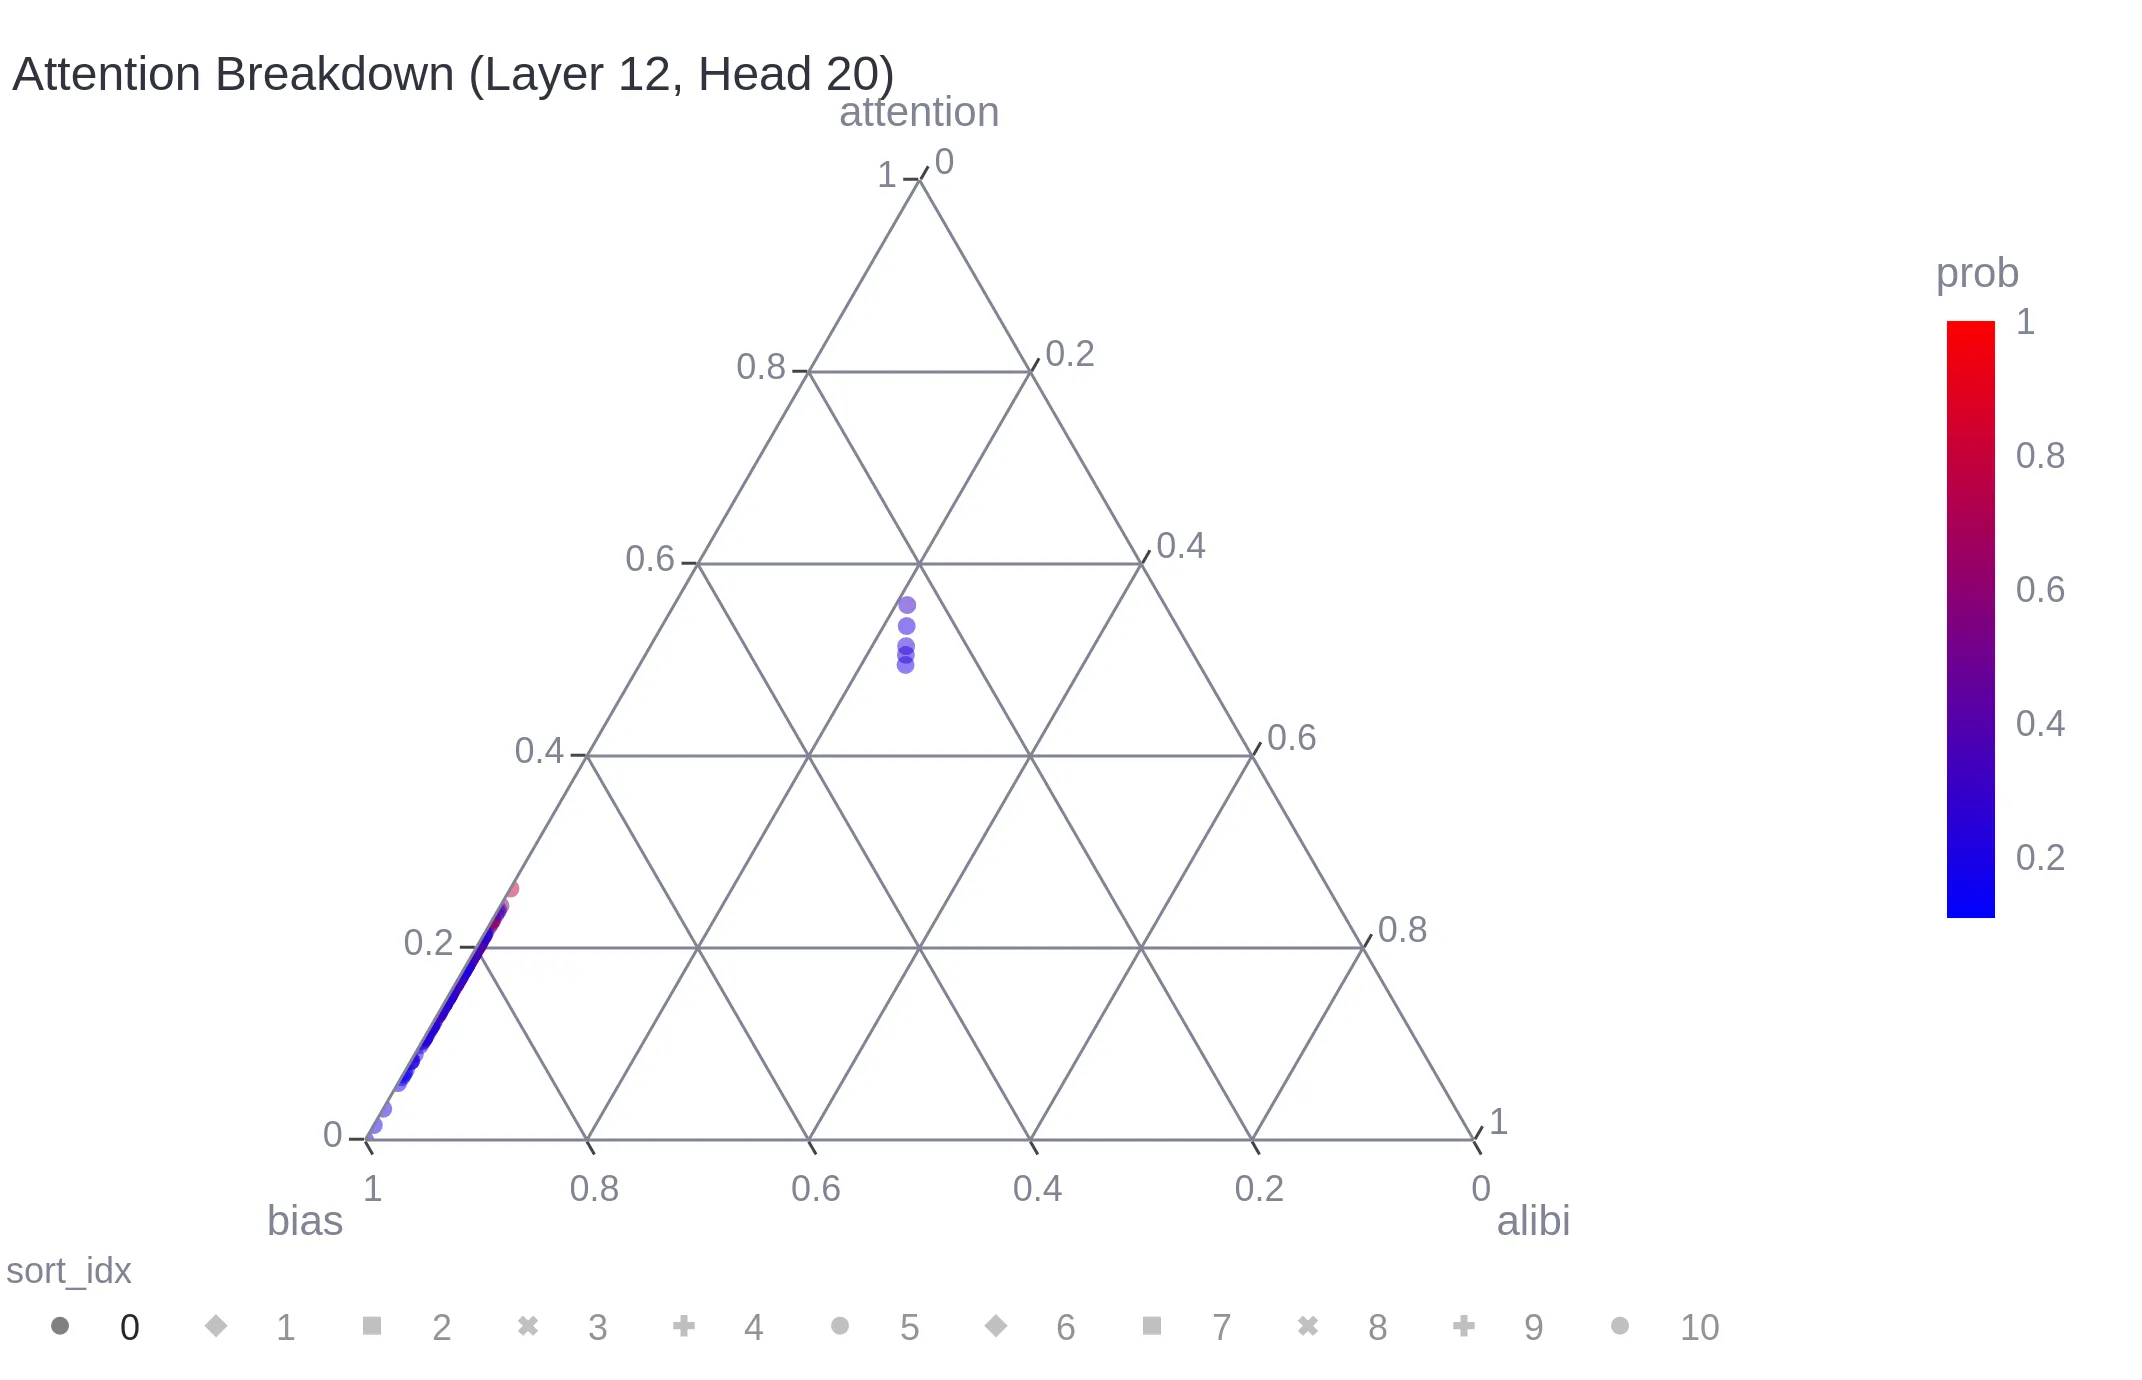 Attention Breakdown (Layer 12, Head 20)
attention
1 0
0.8 0.2
0.6 0.4
0.4 0.6
0.2 0.8
0 1
1 0.8 0.6 0.4 0.2 0
bias alibi
prob
1
0.8
0.6
0.4
0.2
sort_idx
0 1 2 3 4 5 6 7 8 9 10